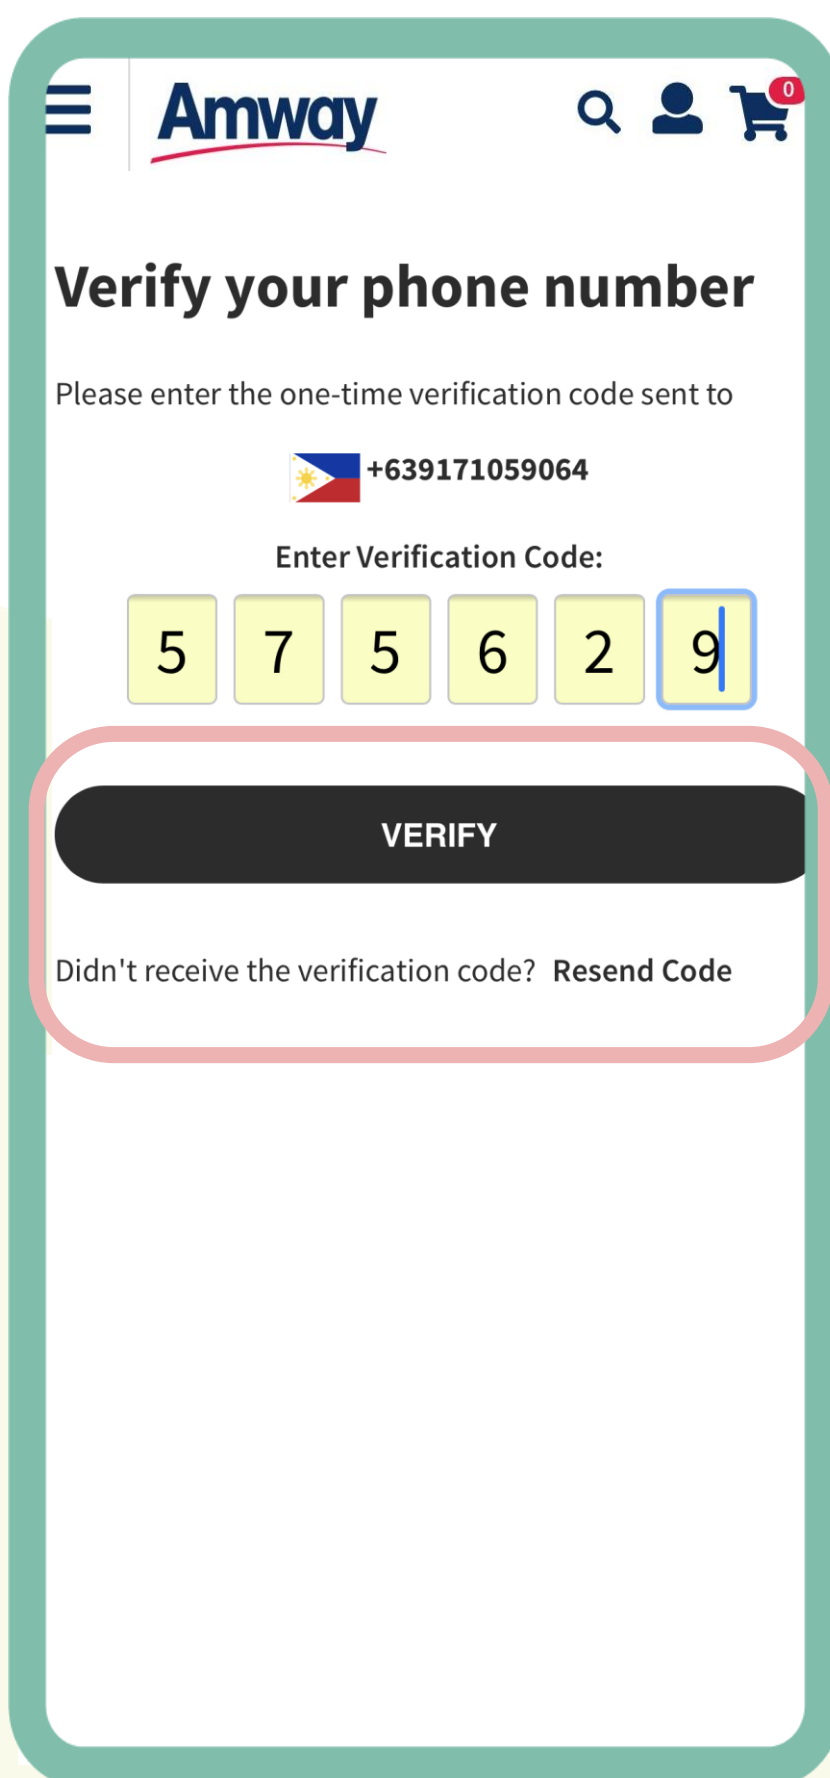 Amway
0
Verify your phone number
Please enter the one-time verification code sent to
+639171059064
Enter Verification Code:
5 7 5 6 2 9
VERIFY
Didn't receive the verification code? Resend Code